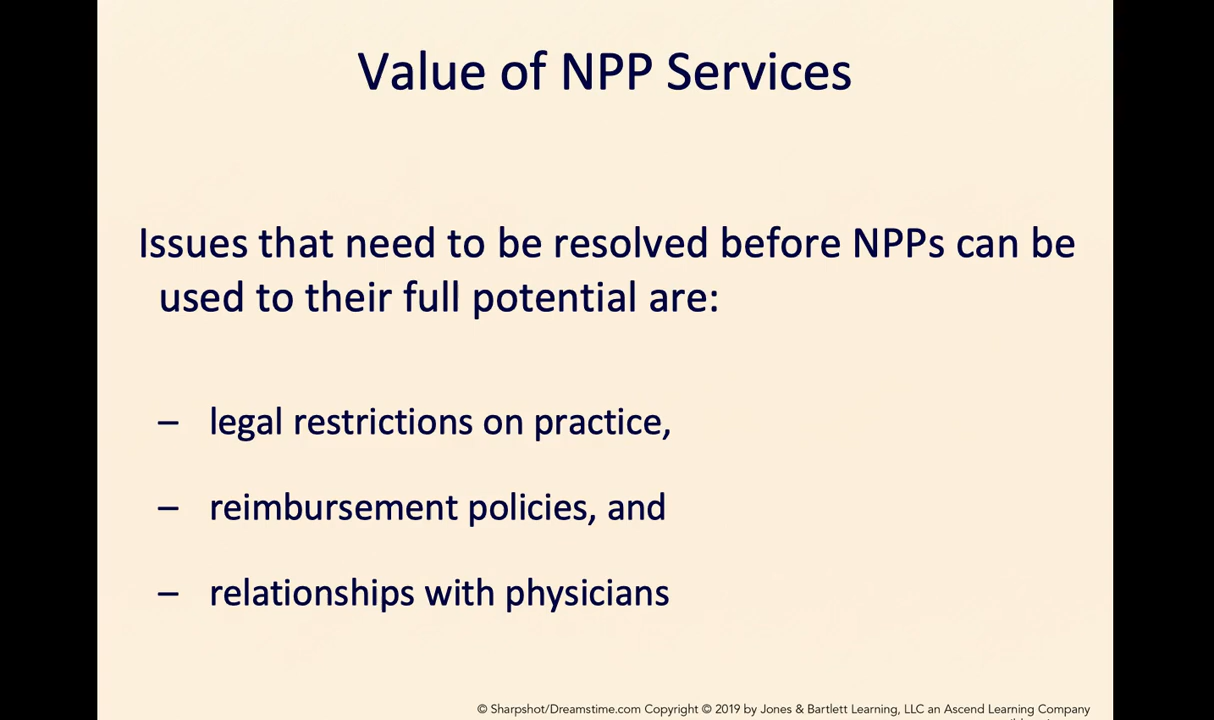 Value of NPP Services
Issues that need to be resolved before NPPs can be
used to their full potential are:
– legal restrictions on practice,
– reimbursement policies, and
– relationships with physicians
© Sharpshot/Dreamstime.com Copyright © 2019 by Jones & Bartlett Learning, LLC an Ascend Learning Company